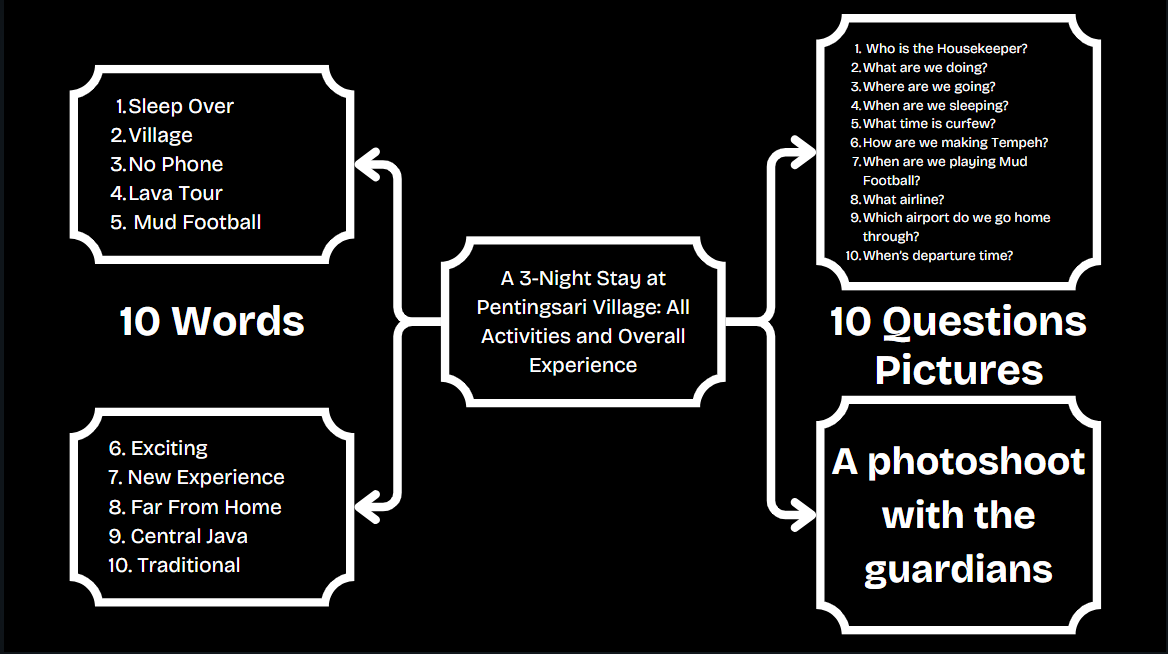 1.Sleep Over
2.Village
3.No Phone
4.Lava Tour
5. Mud Football
10 Words
6. Exciting
7. New Experience
8. Far From Home
9. Central Java
10. Traditional
A 3-Night Stay at
Pentingsari Village: All
Activities and Overall
Experience
1. Who is the Housekeeper?
2.What are we doing?
3.Where are we going?
4.When are we sleeping?
5.What time is curfew?
6.How are we making Tempeh?
7.When are we playing Mud
Football?
8.What airline?
9.Which airport do we go home
through?
10.When's departure time?
10 Questions
Pictures
A photoshoot
with the
guardians